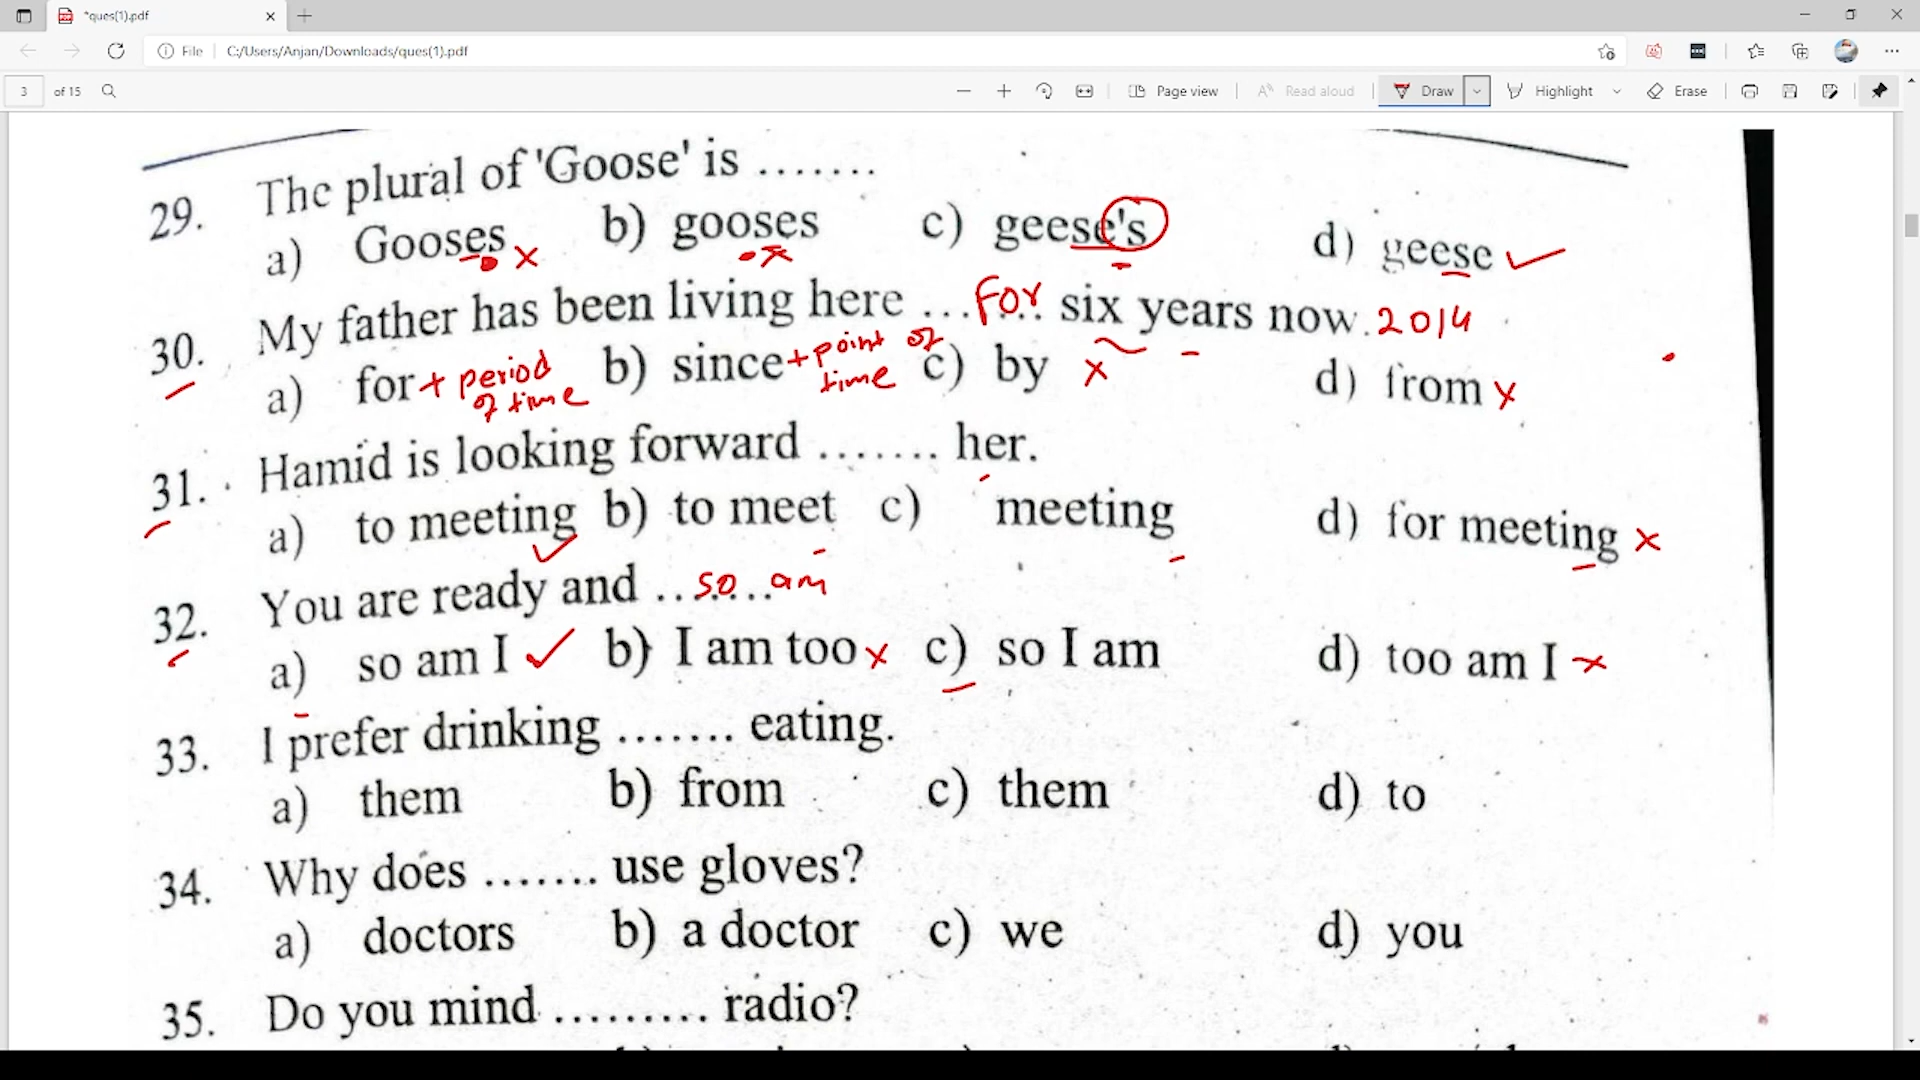 *ques(1).pdf
File C:/Users/Anjan/Downloads/ques(1).pdf
3 of 15 Page view Read aloud Draw Highlight Erase
29. The plural of 'Goose' is .......
a) Gooses x b) gooses x c) geese's d) geese
30. My father has been living here ... For ... six years now. 2014
a) for + period of time b) since + point of time c) by x d) from x
31. Hamid is looking forward ....... her.
a) to meeting b) to meet c) meeting d) for meeting x
32. You are ready and ....... so am
a) so am I b) I am too x c) so I am d) too am I x
33. I prefer drinking ....... eating.
a) them b) from c) them d) to
34. Why does ....... use gloves?
a) doctors b) a doctor c) we d) you
35. Do you mind ......... radio?